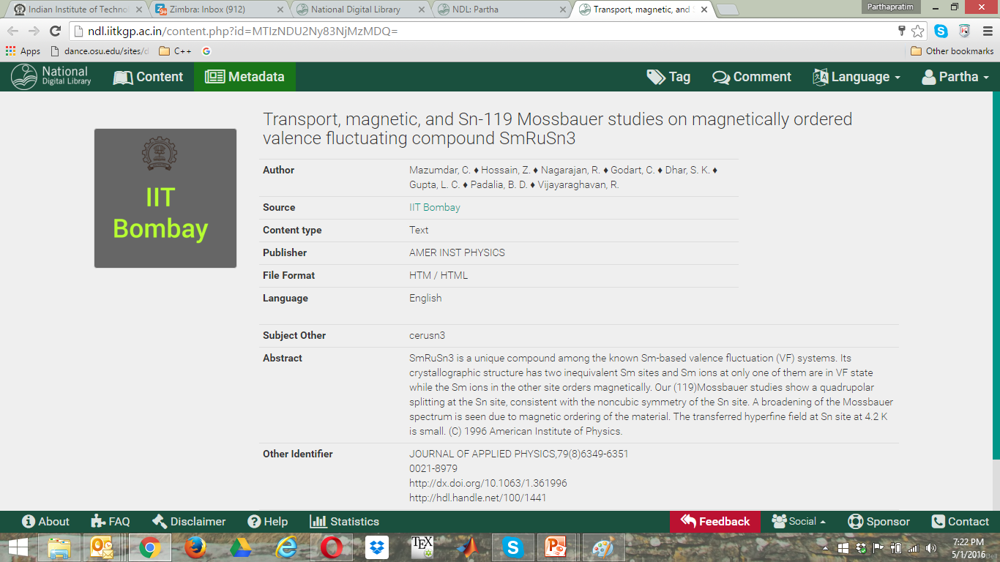 Indian Institute of Techno
Zimbra: Inbox (912)
National Digital Library
NDL: Partha
Transport, magnetic, and S
Parthapratim
ndl.iitkgp.ac.in/content.php?id=MTIzNDU2Ny83NjMzMDQ=
Apps
dance.osu.edu/sites/d
C++
Other bookmarks
National
Digital Library
Content
Metadata
Tag
Comment
Language
Partha
IIT
Bombay
Transport, magnetic, and Sn-119 Mossbauer studies on magnetically ordered
valence fluctuating compound SmRuSn3
Author
Mazumdar, C. ♦ Hossain, Z. ♦ Nagarajan, R. ♦ Godart, C. ♦ Dhar, S. K. ♦
Gupta, L. C. ♦ Padalia, B. D. ♦ Vijayaraghavan, R.
Source
IIT Bombay
Content type
Text
Publisher
AMER INST PHYSICS
File Format
HTM / HTML
Language
English
Subject Other
cerusn3
Abstract
SmRuSn3 is a unique compound among the known Sm-based valence fluctuation (VF) systems. Its
crystallographic structure has two inequivalent Sm sites and Sm ions at only one of them are in VF state
while the Sm ions in the other site orders magnetically. Our (119)Mossbauer studies show a quadrupolar
splitting at the Sn site, consistent with the noncubic symmetry of the Sn site. A broadening of the Mossbauer
spectrum is seen due to magnetic ordering of the material. The transferred hyperfine field at Sn site at 4.2 K
is small. (C) 1996 American Institute of Physics.
Other Identifier
JOURNAL OF APPLIED PHYSICS,79(8)6349-6351
0021-8979
http://dx.doi.org/10.1063/1.361996
http://hdl.handle.net/100/1441
About
FAQ
Disclaimer
Help
Statistics
Feedback
Social
Sponsor
Contact
TEX
7:22 PM
5/1/2016